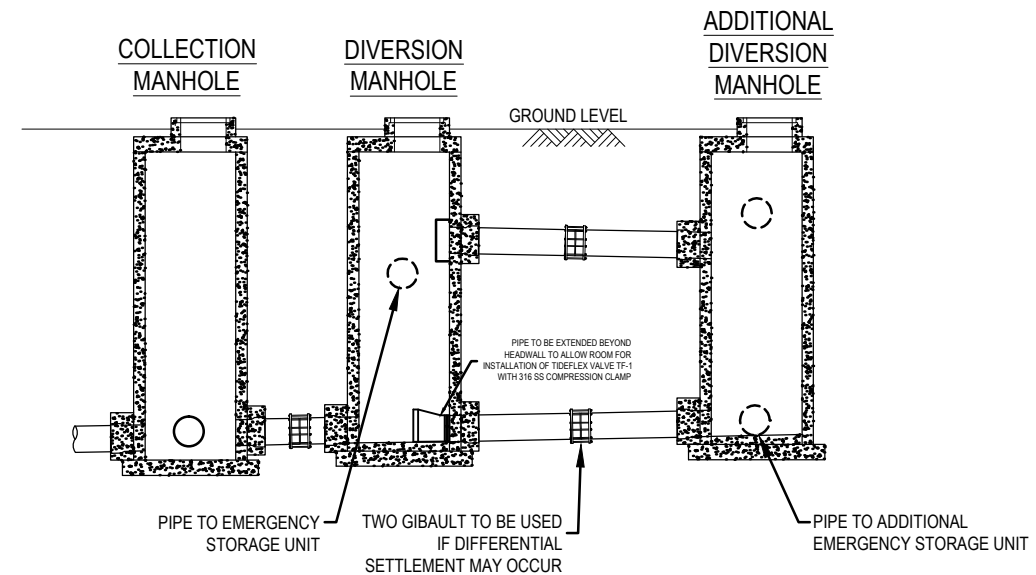 COLLECTION
MANHOLE
DIVERSION
MANHOLE
ADDITIONAL
DIVERSION
MANHOLE
GROUND LEVEL
PIPE TO BE EXTENDED BEYOND
HEADWALL TO ALLOW ROOM FOR
INSTALLATION OF TIDEFLEX VALVE TF-1
WITH 316 SS COMPRESSION CLAMP
PIPE TO EMERGENCY
STORAGE UNIT
TWO GIBAULT TO BE USED
IF DIFFERENTIAL
SETTLEMENT MAY OCCUR
PIPE TO ADDITIONAL
EMERGENCY STORAGE UNIT